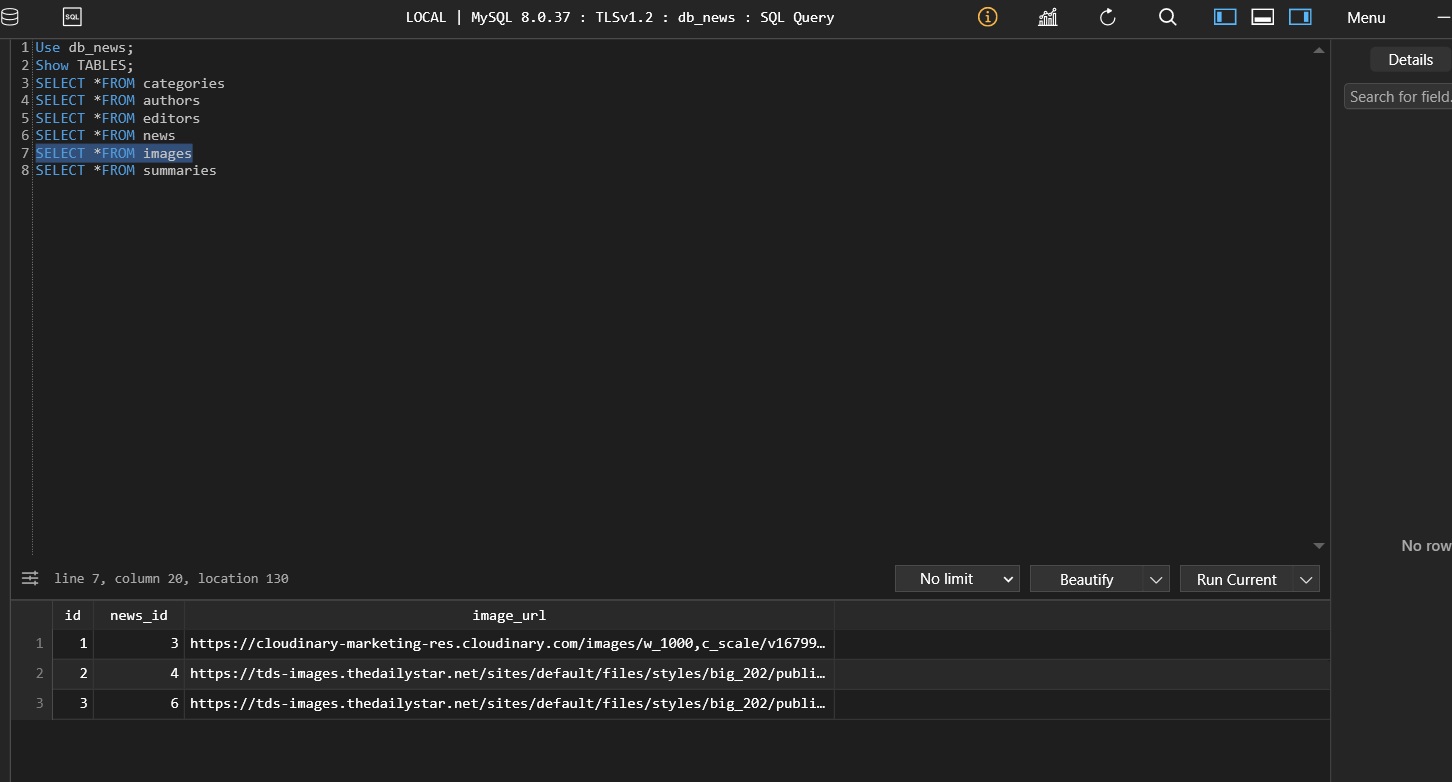 SQL LOCAL | MySQL 8.0.37 : TLSv1.2 : db_news : SQL Query Menu
Details
Search for field.
1 Use db_news;
2 Show TABLES;
3 SELECT *FROM categories
4 SELECT *FROM authors
5 SELECT *FROM editors
6 SELECT *FROM news
7 SELECT *FROM images
8 SELECT *FROM summaries
No row
line 7, column 20, location 130 No limit Beautify Run Current
id news_id image_url
1 1 3 https://cloudinary-marketing-res.cloudinary.com/images/w_1000,c_scale/v16799…
2 2 4 https://tds-images.thedailystar.net/sites/default/files/styles/big_202/publi…
3 3 6 https://tds-images.thedailystar.net/sites/default/files/styles/big_202/publi…